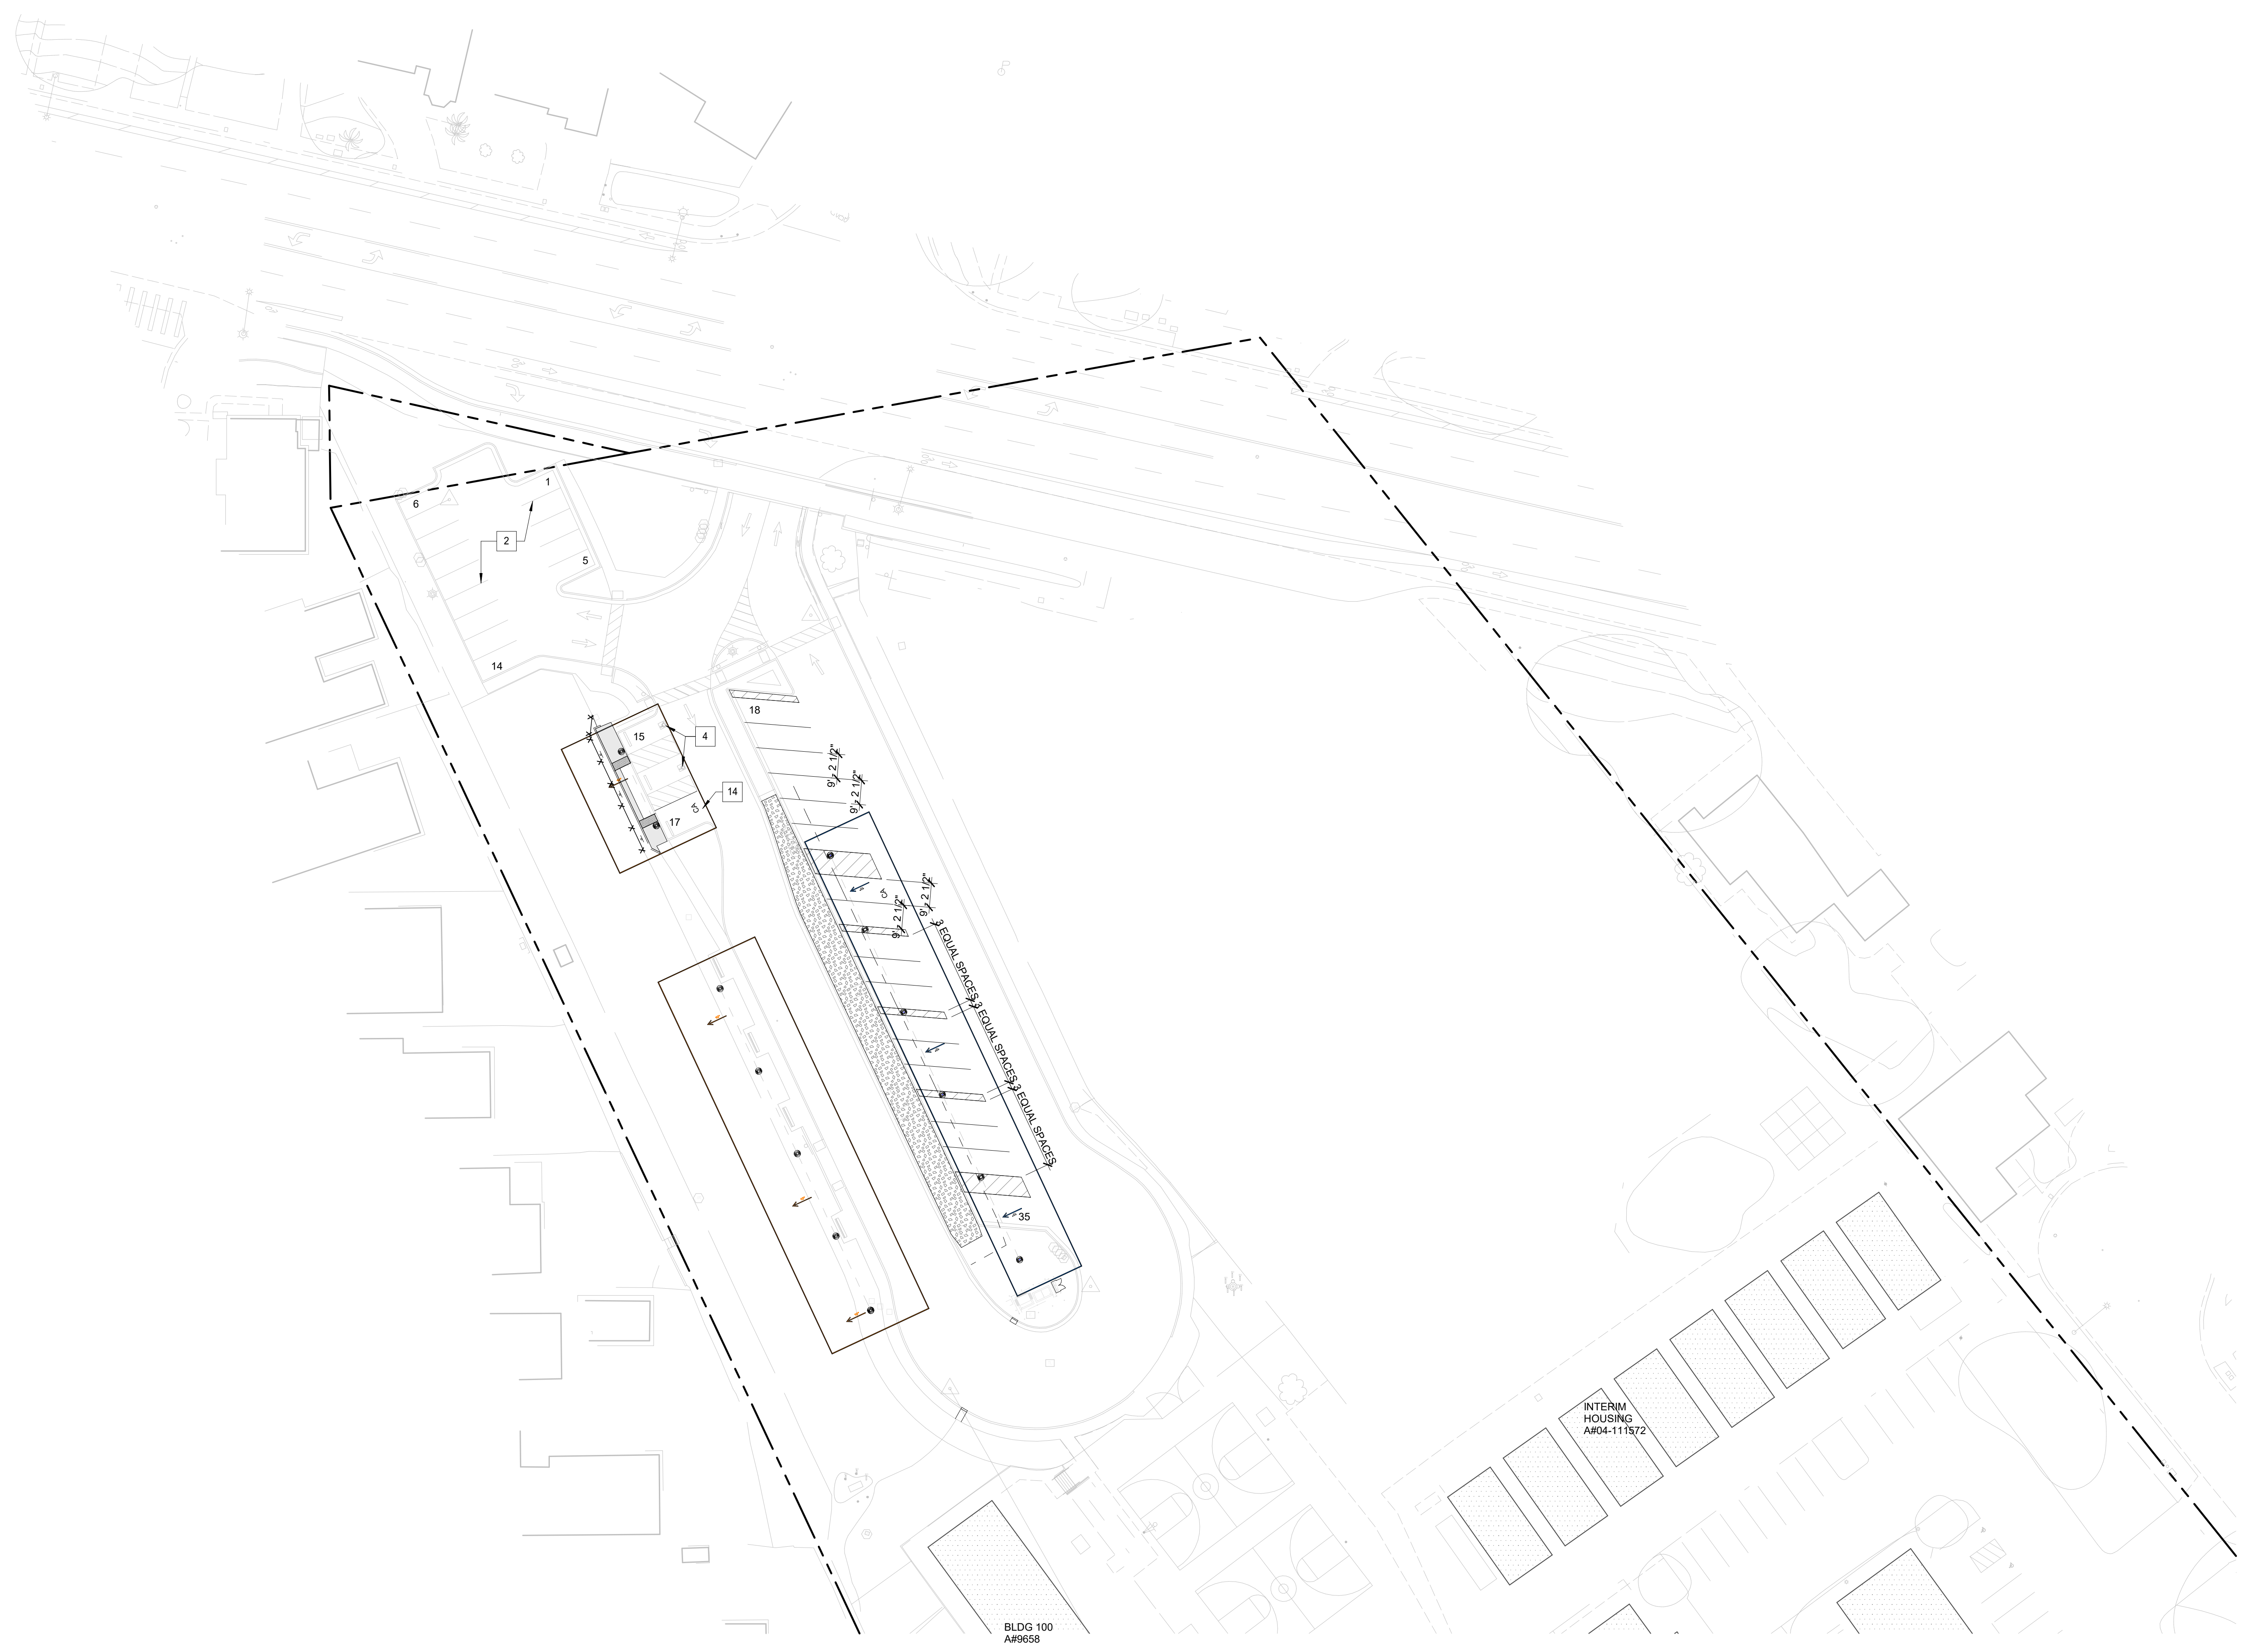 1
6
2
5
14
18
4
15
9' - 2 1/2"
9' - 2 1/2"
14
CA
17
9' - 2 1/2"
CA
9' - 2 1/2"
3 EQUAL SPACES
3 EQUAL SPACES
3 EQUAL SPACES
35
INTERIM
HOUSING
A#04-111572
BLDG 100
A#9658